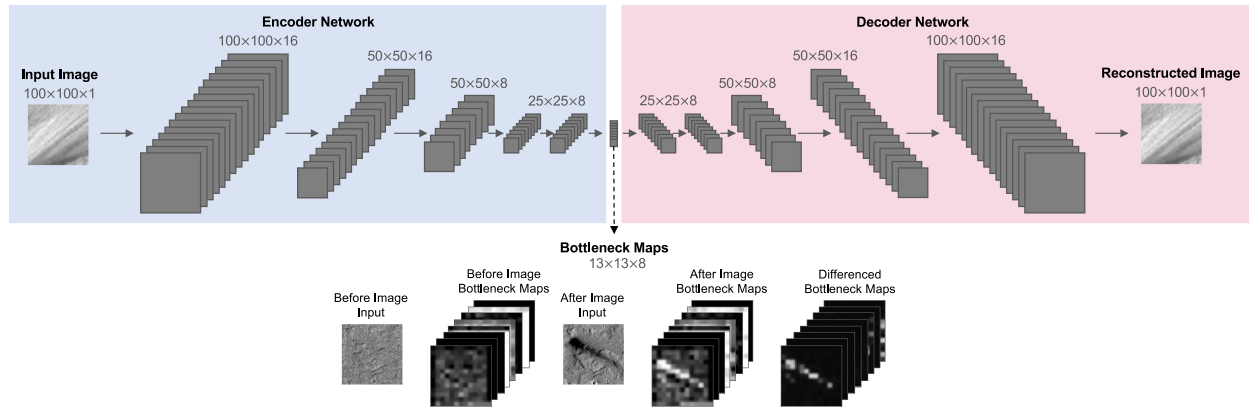 Encoder Network
Decoder Network
Input Image
100×100×1
100×100×16
50×50×16
50×50×8
25×25×8
25×25×8
50×50×8
50×50×16
100×100×16
Reconstructed Image
100×100×1
Bottleneck Maps
13×13×8
Before Image
Input
Before Image
Bottleneck Maps
After Image
Input
After Image
Bottleneck Maps
Differenced
Bottleneck Maps